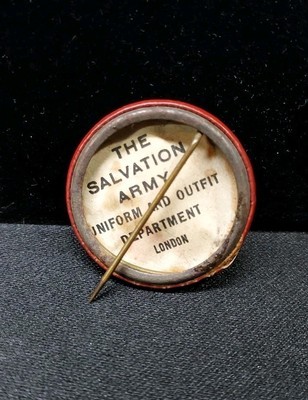 THE
SALVATION
ARMY
UNIFORM AND OUTFIT
DEPARTMENT
LONDON